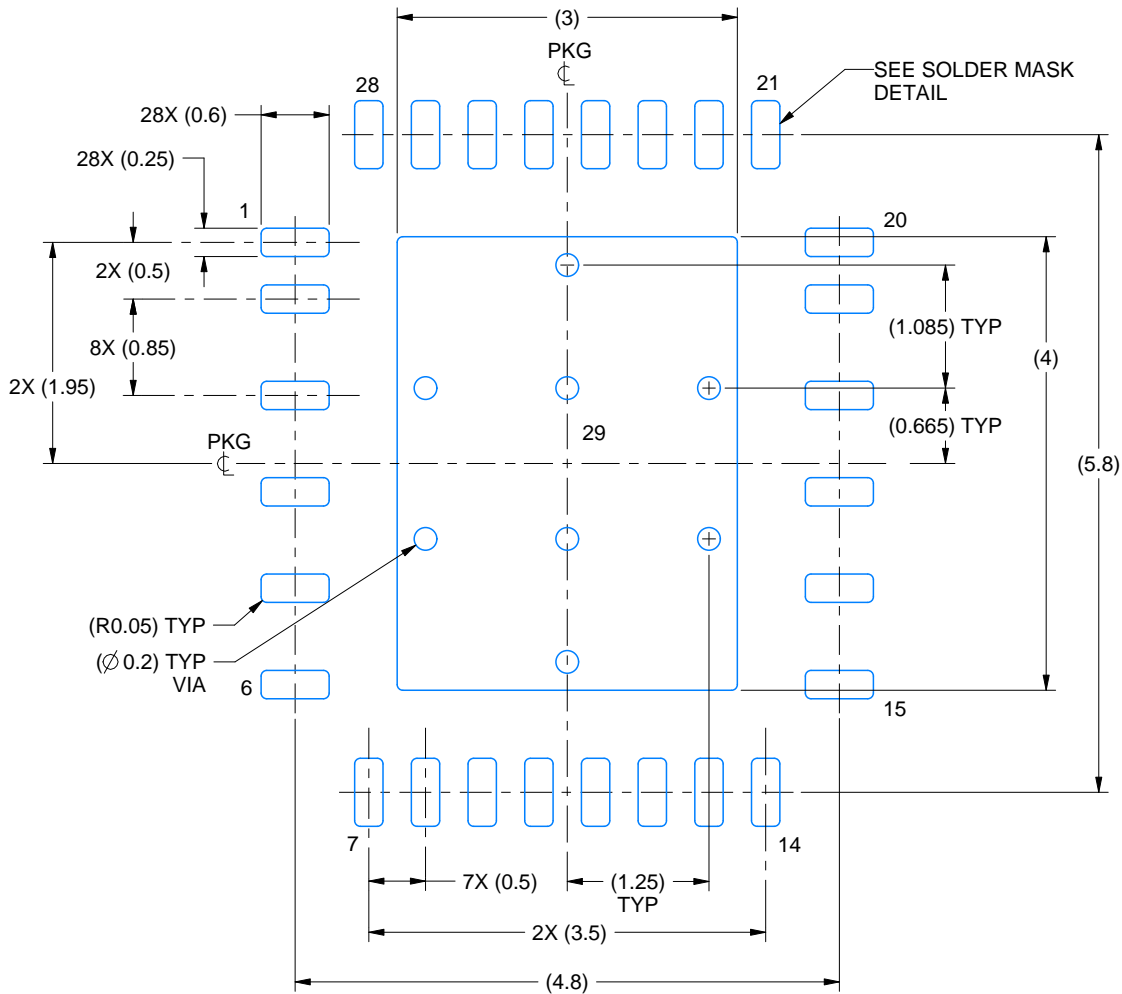 (3)
PKG
℄
28
21
SEE SOLDER MASK
DETAIL
28X (0.6)
28X (0.25)
1
20
2X (0.5)
(1.085) TYP
8X (0.85)
(4)
2X (1.95)
(0.665) TYP
29
PKG
℄
(5.8)
(R0.05) TYP
(∅ 0.2) TYP
VIA
6
15
7
14
7X (0.5)
(1.25)
TYP
2X (3.5)
(4.8)